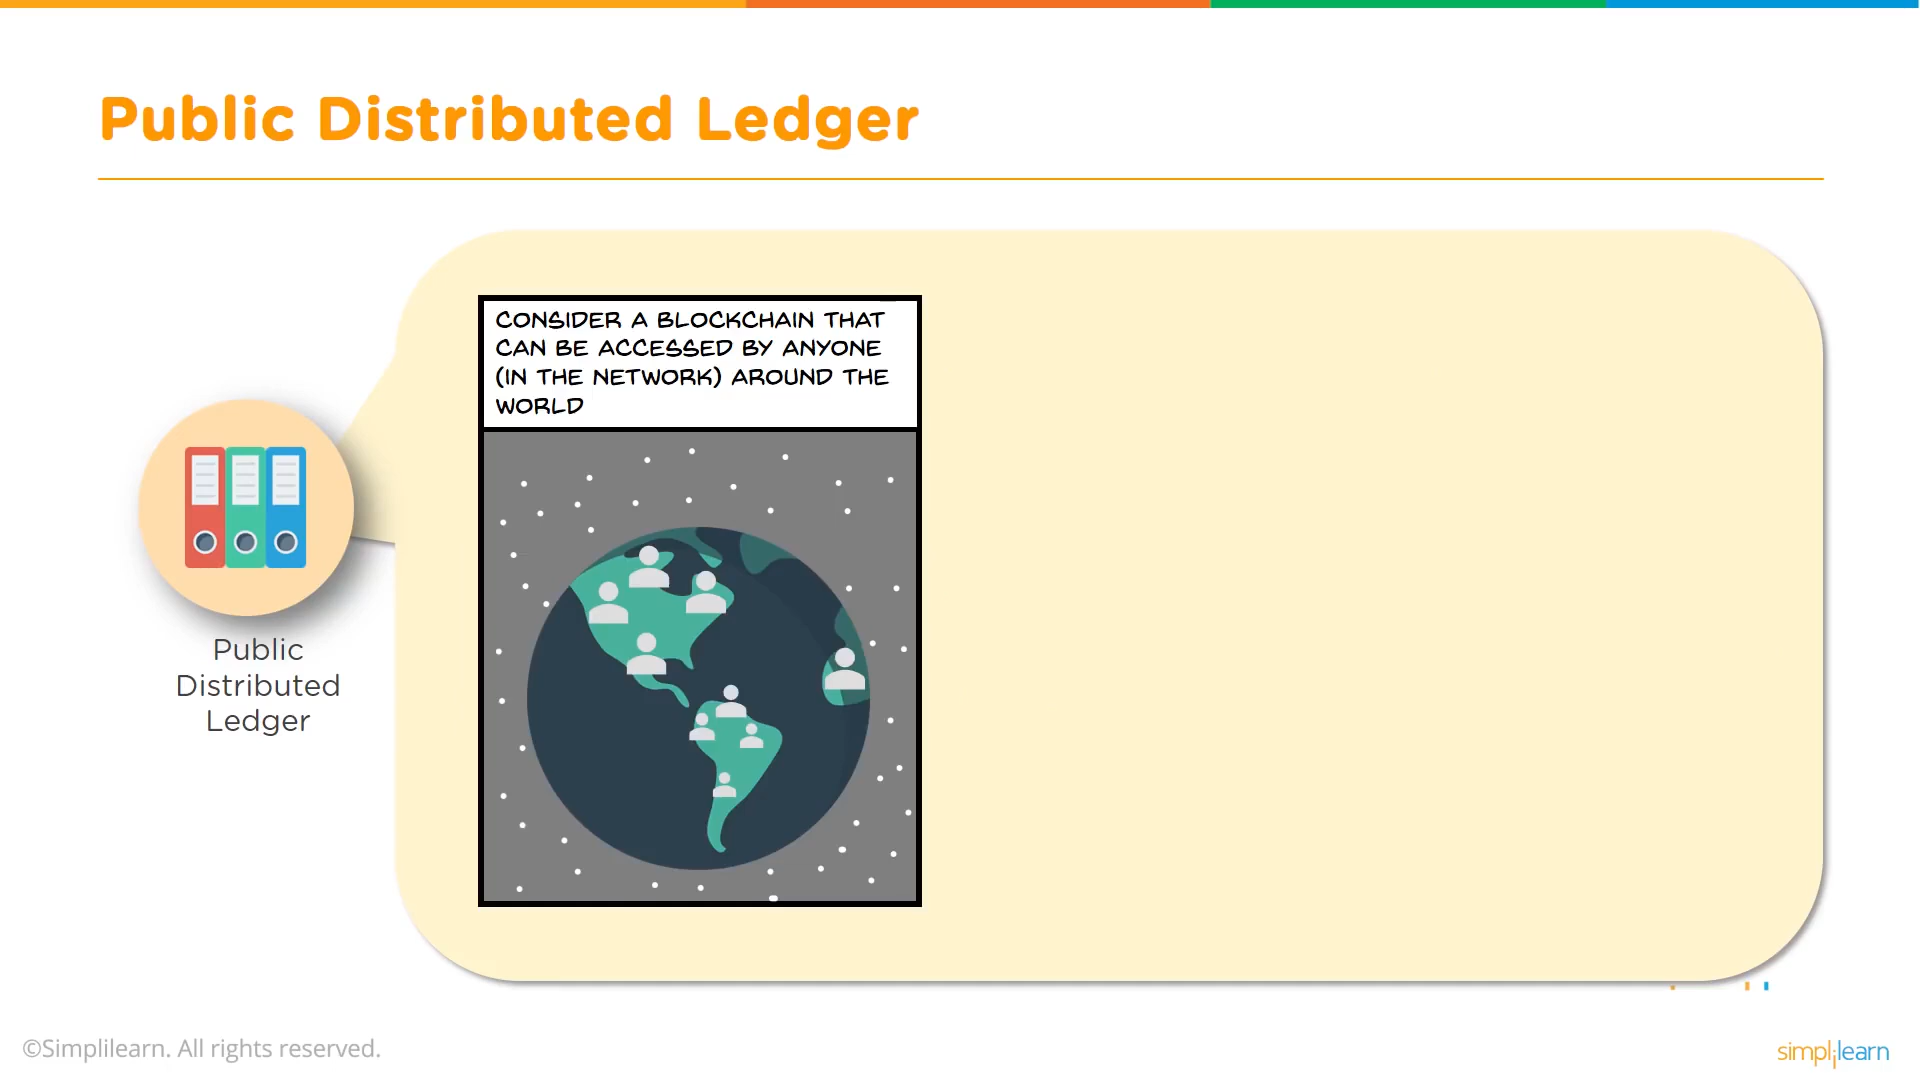 Public Distributed Ledger
CONSIDER A BLOCKCHAIN THAT
CAN BE ACCESSED BY ANYONE
(IN THE NETWORK) AROUND THE
WORLD
Public
Distributed
Ledger
©Simplilearn. All rights reserved.
simplilearn